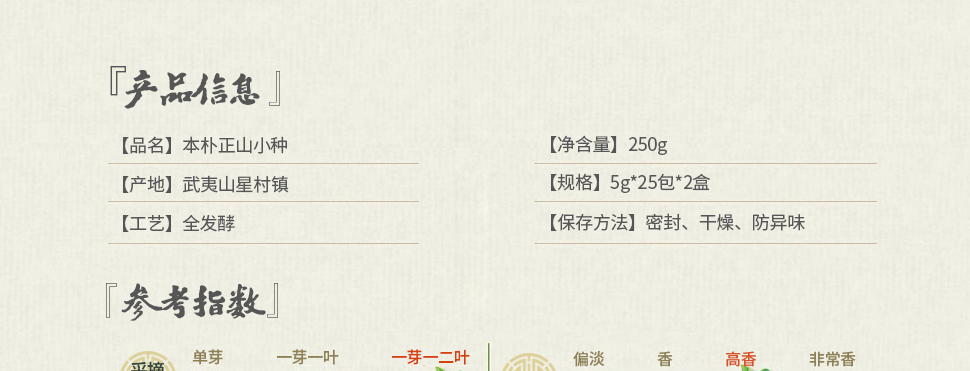 『产品信息』
【品名】本朴正山小种
【净含量】250g
【产地】武夷山星村镇
【规格】5g*25包*2盒
【工艺】全发酵
【保存方法】密封、干燥、防异味
『参考指数』
采摘 单芽 一芽一叶 一芽一二叶
偏淡 香 高香 非常香